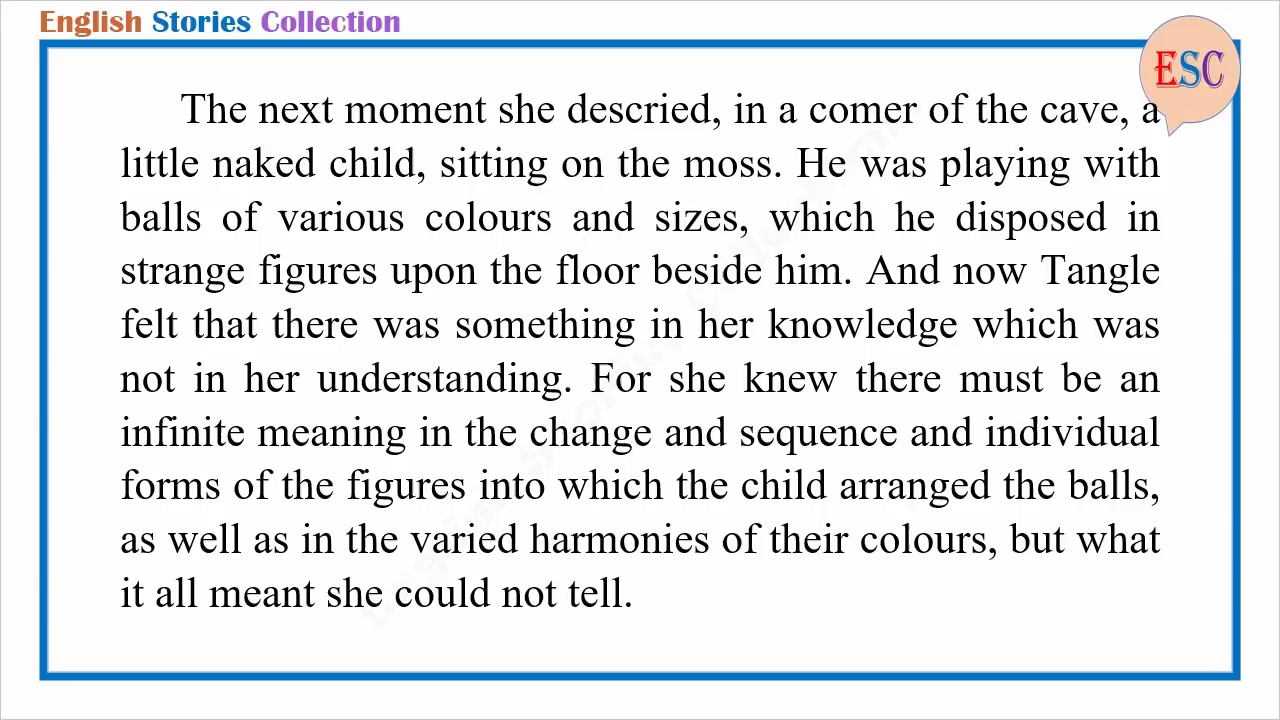 English Stories Collection
ESC
The next moment she descried, in a comer of the cave, a
little naked child, sitting on the moss. He was playing with
balls of various colours and sizes, which he disposed in
strange figures upon the floor beside him. And now Tangle
felt that there was something in her knowledge which was
not in her understanding. For she knew there must be an
infinite meaning in the change and sequence and individual
forms of the figures into which the child arranged the balls,
as well as in the varied harmonies of their colours, but what
it all meant she could not tell.